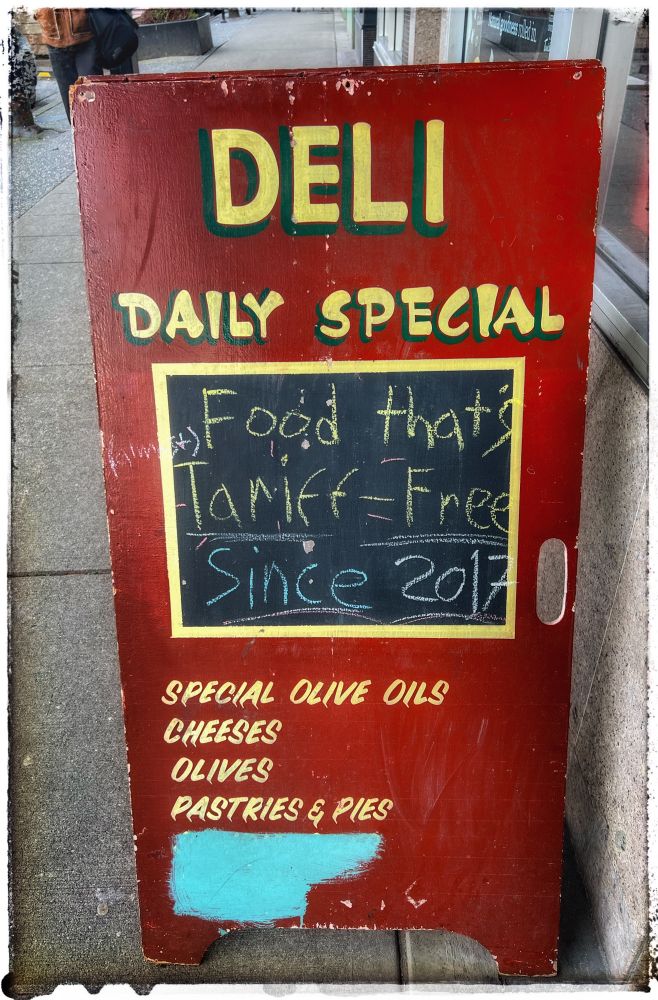 DELI
DAILY SPECIAL
Food that's
Tariff-Free
Since 2017
SPECIAL OLIVE OILS
CHEESES
OLIVES
PASTRIES & PIES